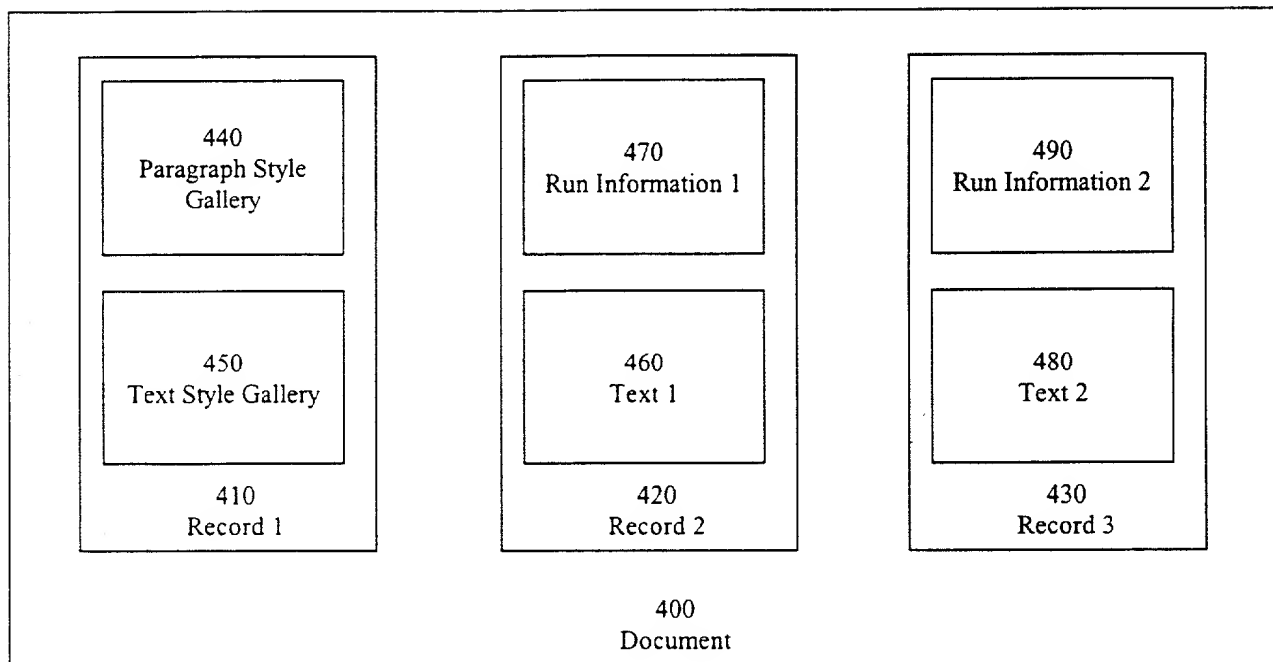 440
Paragraph Style
Gallery
450
Text Style Gallery
410
Record 1
470
Run Information 1
460
Text 1
420
Record 2
490
Run Information 2
480
Text 2
430
Record 3
400
Document